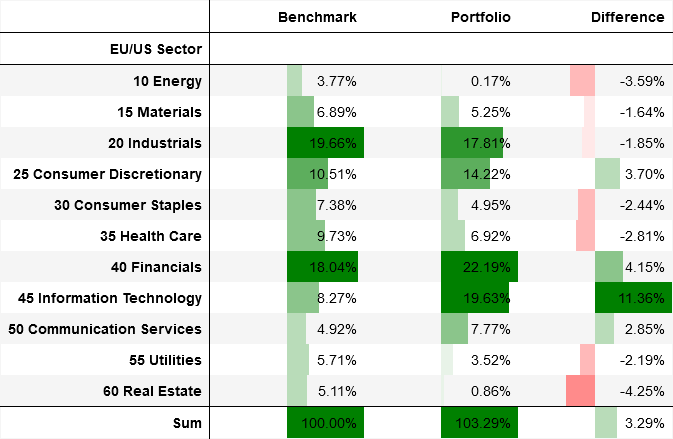 Benchmark Portfolio Difference
EU/US Sector
10 Energy 3.77% 0.17% -3.59%
15 Materials 6.89% 5.25% -1.64%
20 Industrials 19.66% 17.81% -1.85%
25 Consumer Discretionary 10.51% 14.22% 3.70%
30 Consumer Staples 7.38% 4.95% -2.44%
35 Health Care 9.73% 6.92% -2.81%
40 Financials 18.04% 22.19% 4.15%
45 Information Technology 8.27% 19.63% 11.36%
50 Communication Services 4.92% 7.77% 2.85%
55 Utilities 5.71% 3.52% -2.19%
60 Real Estate 5.11% 0.86% -4.25%
Sum 100.00% 103.29% 3.29%